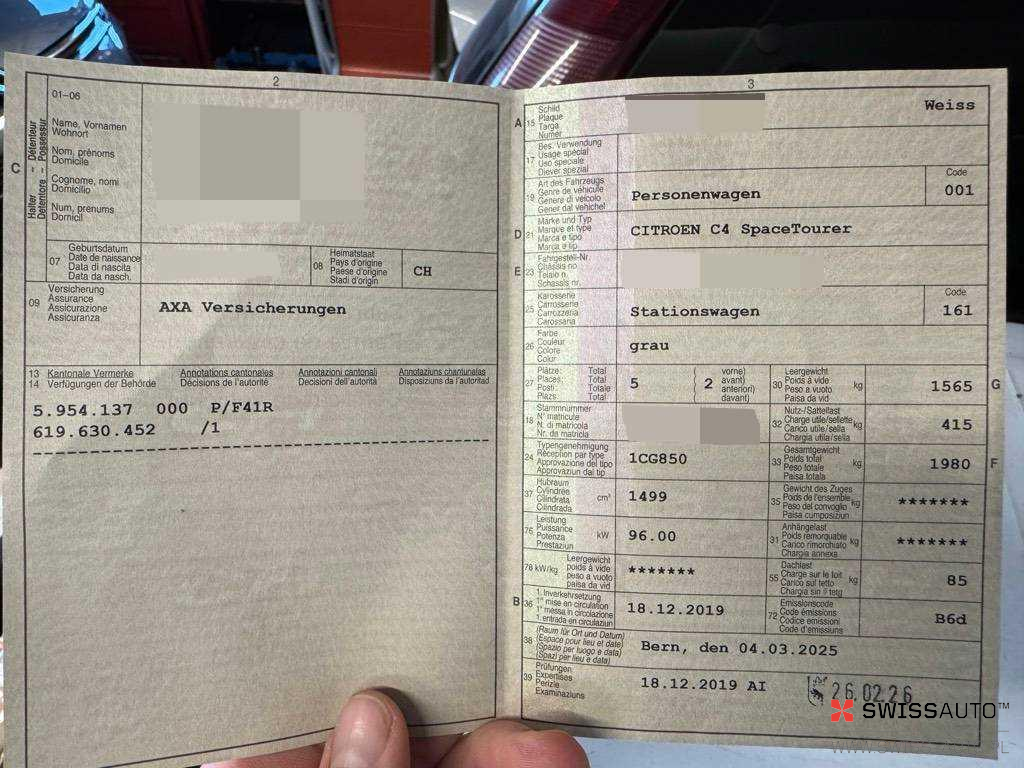 2
01–06
C
Halter – Détenteur
Detentore – Possessur
Name, Vornamen
Wohnort
Nom, prénoms
Domicile
Cognome, nomi
Domicilio
Num, prenums
Domicil
07
Geburtsdatum
Date de naissance
Data di nascita
Data da nasch.
08
Heimatstaat
Pays d'origine
Paese d'origine
Stadi d'origin
CH
09
Versicherung
Assurance
Assicurazione
Assicuranza
AXA Versicherungen
13 Kantonale Vermerke Annotations cantonales Annotazioni cantonali Annotaziuns chantunalas
14 Verfügungen der Behörde Décisions de l'autorité Decisioni dell'autorità Disposiziuns da l'autoritad
5.954.137 000 P/F41R
619.630.452 /1
3
A 15
Schild
Plaque
Targa
Numer
Weiss
17
Bes. Verwendung
Usage spécial
Uso speciale
Diever spezial
19
Art des Fahrzeugs
Genre de véhicule
Genere di veicolo
Gener dal vehichel
Personenwagen
Code
001
D 21
Marke und Typ
Marque et type
Marca e tipo
Marca e tip
CITROEN C4 SpaceTourer
E 23
Fahrgestell-Nr.
Châssis no
Telaio n.
Schassis nr.
25
Karosserie
Carrosserie
Carrozzeria
Carossaria
Stationswagen
Code
161
26
Farbe
Couleur
Colore
Colur
grau
27
Plätze: Total
Places: Total
Posti: Totale
Plazs: Total
5
( vorne)
( 2 avant)
( anteriori)
( davant)
30
Leergewicht
Poids à vide
Peso a vuoto
Paisa da vid
kg
1565
G
18
Stammnummer
N° matricule
N. di matricola
Nr. da matricla
32
Nutz-/Sattellast
Charge utile/sellette
Carico utile/sella
Chargia utila/sella
kg
415
24
Typengenehmigung
Réception par type
Approvazione del tipo
Approvaziun dal tip
1CG850
33
Gesamtgewicht
Poids total
Peso totale
Paisa totala
kg
1980
F
37
Hubraum
Cylindrée
Cilindrata
Cilindrada
cm³
1499
35
Gewicht des Zuges
Poids de l'ensemble
Peso del convoglio
Paisa cumposiziun
kg
*******
76
Leistung
Puissance
Potenza
Prestaziun
kW
96.00
31
Anhängelast
Poids remorquable
Carico rimorchiato
Chargia annexa
kg
*******
78 kW/kg
Leergewicht
poids à vide
peso a vuoto
paisa da vid
*******
55
Dachlast
Charge sur le toit
Carico sul tetto
Chargia sin il tetg
kg
85
B 36
1. Inverkehrsetzung
1re mise en circulation
1a messa in circolazione
1. entrada en circulaziun
18.12.2019
72
Emissionscode
Code émissions
Codice emissioni
Code d'emissiuns
B6d
38
(Raum für Ort und Datum)
(Espace pour lieu et date)
(Spazio per luogo e data)
(Spazi per lieu e data)
Bern, den 04.03.2025
39
Prüfungen
Expertises
Perizie
Examinaziuns
18.12.2019 AI
26.02.26
SWISSAUTO™